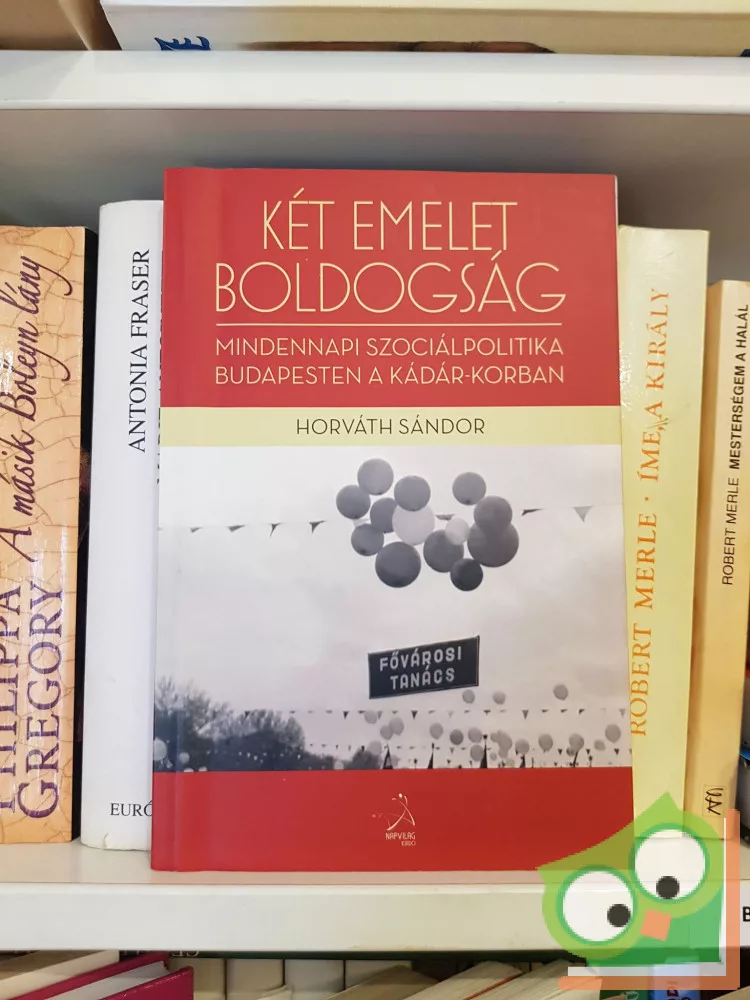 KÉT EMELET
BOLDOGSÁG
MINDENNAPI SZOCIÁLPOLITIKA
BUDAPESTEN A KÁDÁR-KORBAN
HORVÁTH SÁNDOR
FŐVÁROSI
TANÁCS
NAPVILÁG
KIADÓ
PHILIPPA
GREGORY
A másik Boleyn lány
ANTONIA FRASER
EURÓ
ROBERT MERLE · ÍME, A KIRÁLY
ROBERT MERLE MESTERSÉGEM A HALÁL